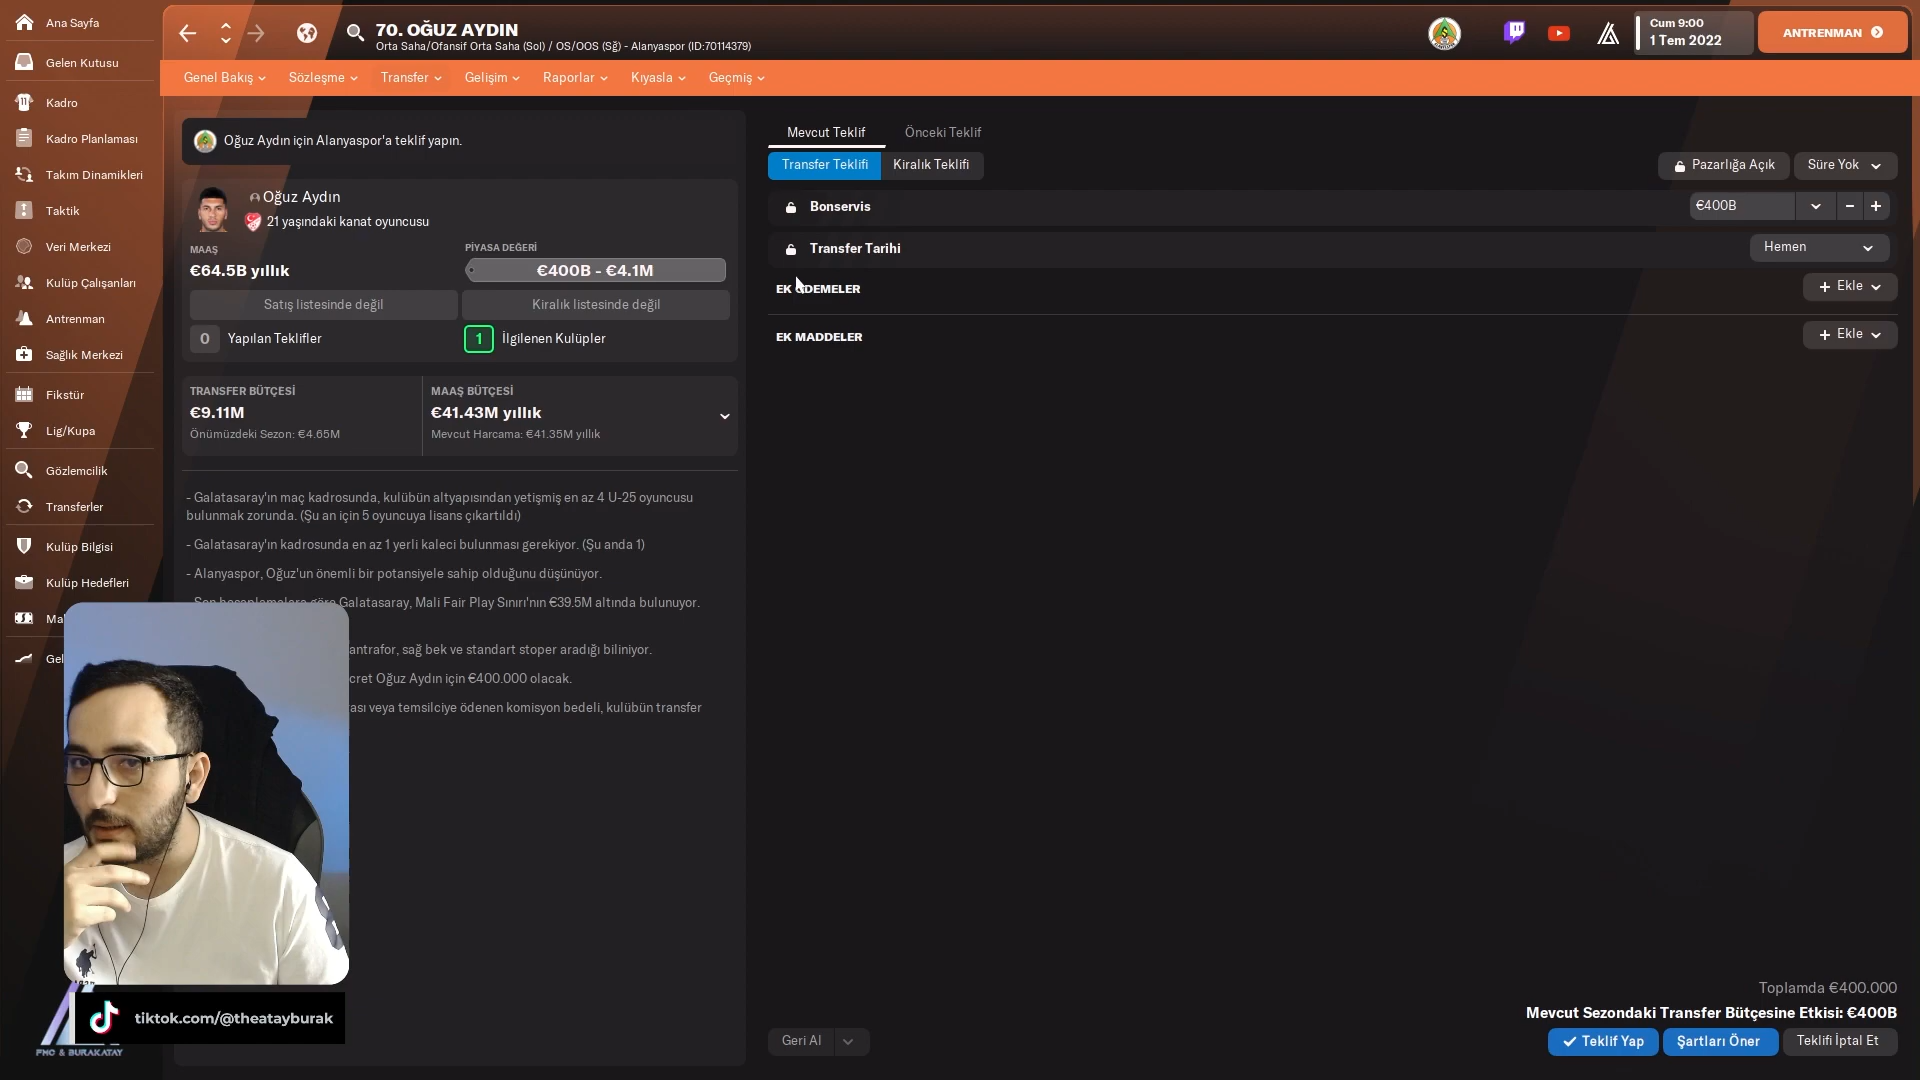 Ana Sayfa
Gelen Kutusu
Kadro
Kadro Planlaması
Takım Dinamikleri
Taktik
Veri Merkezi
Kulüp Çalışanları
Antrenman
Sağlık Merkezi
Fikstür
Lig/Kupa
Gözlemcilik
Transferler
Kulüp Bilgisi
Kulüp Hedefleri
70. OĞUZ AYDIN
Orta Saha/Ofansif Orta Saha (Sol) / OS/OOS (Sğ) - Alanyaspor (ID:70114379)
Cum 9:00
1 Tem 2022
ANTRENMAN
Genel Bakış
Sözleşme
Transfer
Gelişim
Raporlar
Kıyasla
Geçmiş
Oğuz Aydın için Alanyaspor'a teklif yapın.
Oğuz Aydın
21 yaşındaki kanat oyuncusu
MAAŞ
€64.5B yıllık
PİYASA DEĞERİ
€400B - €4.1M
Satış listesinde değil
Kiralık listesinde değil
0 Yapılan Teklifler
1 İlgilenen Kulüpler
TRANSFER BÜTÇESİ
€9.11M
Önümüzdeki Sezon: €4.65M
MAAŞ BÜTÇESİ
€41.43M yıllık
Mevcut Harcama: €41.35M yıllık
- Galatasaray'ın maç kadrosunda, kulübün altyapısından yetişmiş en az 4 U-25 oyuncusu
bulunmak zorunda. (Şu an için 5 oyuncuya lisans çıkartıldı)
- Galatasaray'ın kadrosunda en az 1 yerli kaleci bulunması gerekiyor. (Şu anda 1)
- Alanyaspor, Oğuz'un önemli bir potansiyele sahip olduğunu düşünüyor.
- Son hesaplamalara göre Galatasaray, Mali Fair Play Sınırı'nın €39.5M altında bulunuyor.
antrafor, sağ bek ve standart stoper aradığı biliniyor.
cret Oğuz Aydın için €400.000 olacak.
ası veya temsilciye ödenen komisyon bedeli, kulübün transfer
Mevcut Teklif
Önceki Teklif
Transfer Teklifi
Kiralık Teklifi
Pazarlığa Açık
Süre Yok
Bonservis
€400B
Transfer Tarihi
Hemen
EK ÖDEMELER
+ Ekle
EK MADDELER
+ Ekle
Toplamda €400.000
Mevcut Sezondaki Transfer Bütçesine Etkisi: €400B
Geri Al
Teklif Yap
Şartları Öner
Teklifi İptal Et
tiktok.com/@theatayburak
FMC & BURAKATAY